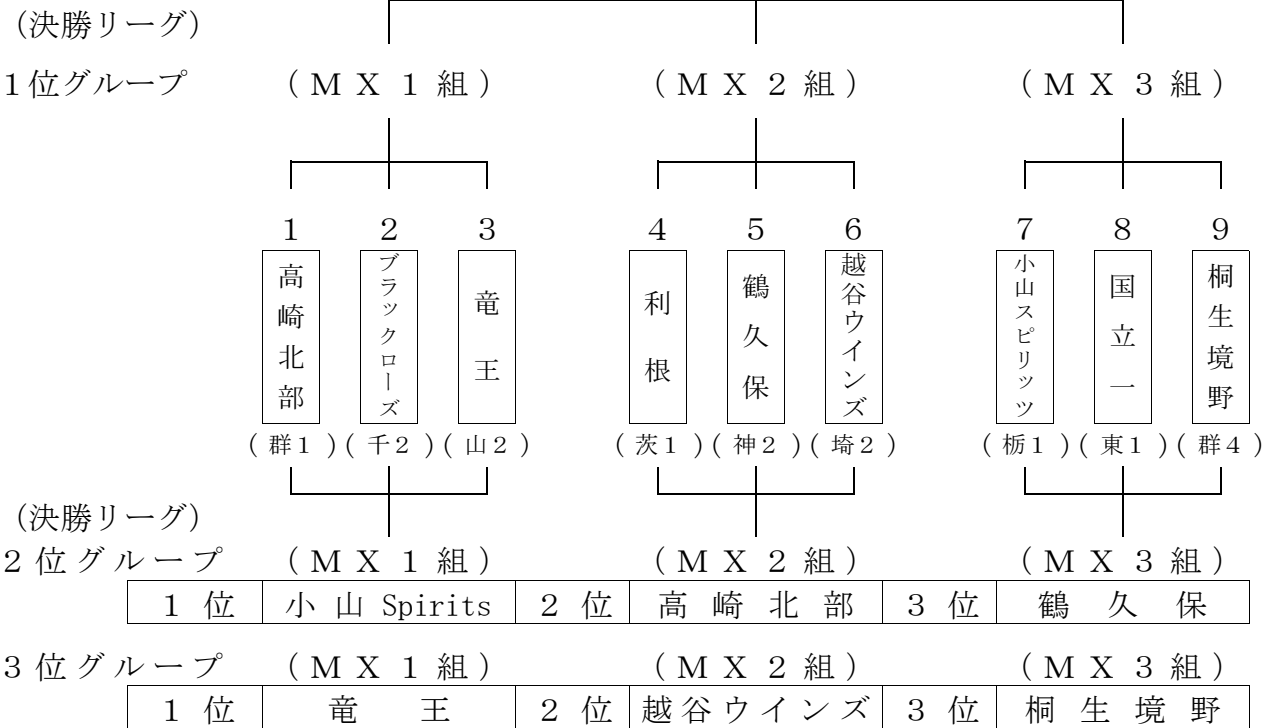 (決勝リーグ)
1位グループ (MX1組) (MX2組) (MX3組)
1 2 3 4 5 6 7 8 9
高崎北部 ブラックローズ 竜王 利根 鶴久保 越谷ウインズ 小山スピリッツ 国立一 桐生境野
(群1)(千2)(山2) (茨1)(神2)(埼2) (栃1)(東1)(群4)
(決勝リーグ)
2位グループ (MX1組) (MX2組) (MX3組)
1位 小山Spirits 2位 高崎北部 3位 鶴久保
3位グループ (MX1組) (MX2組) (MX3組)
1位 竜王 2位 越谷ウインズ 3位 桐生境野